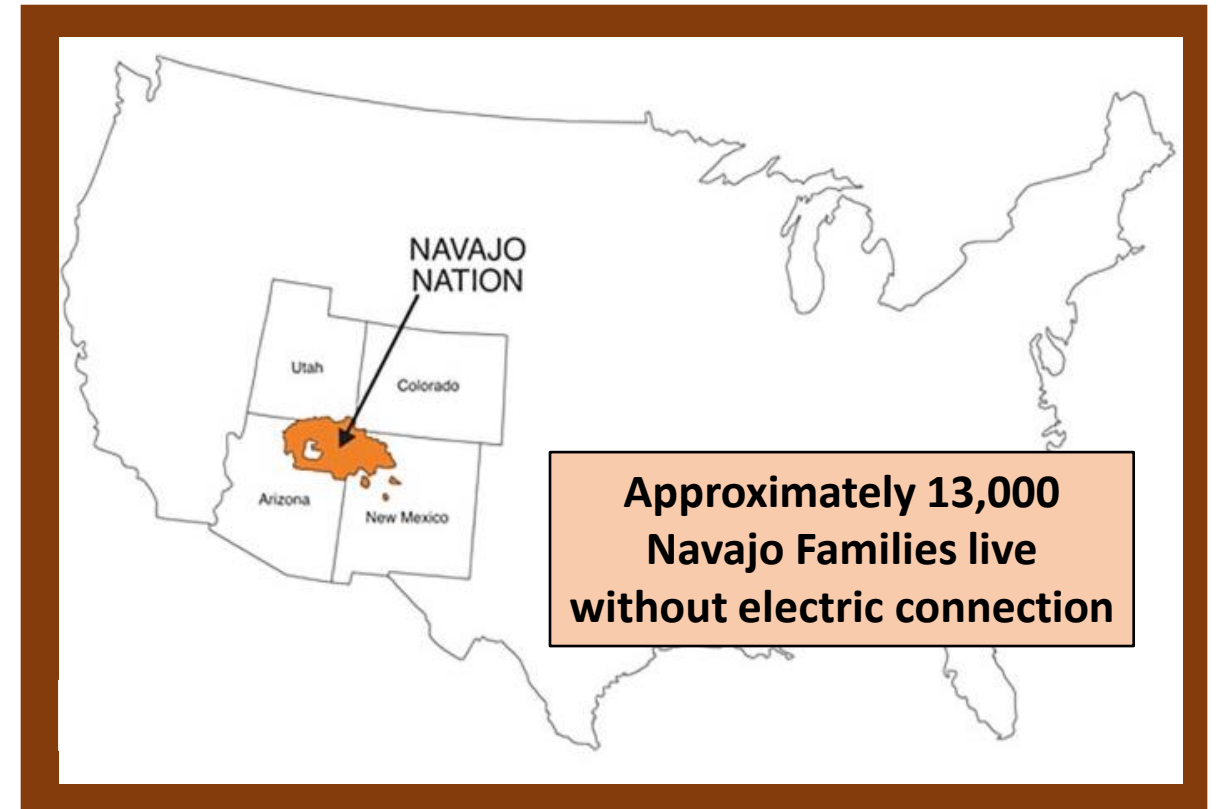 NAVAJO
NATION
Utah
Colorado
Arizona
New Mexico
Approximately 13,000
Navajo Families live
without electric connection